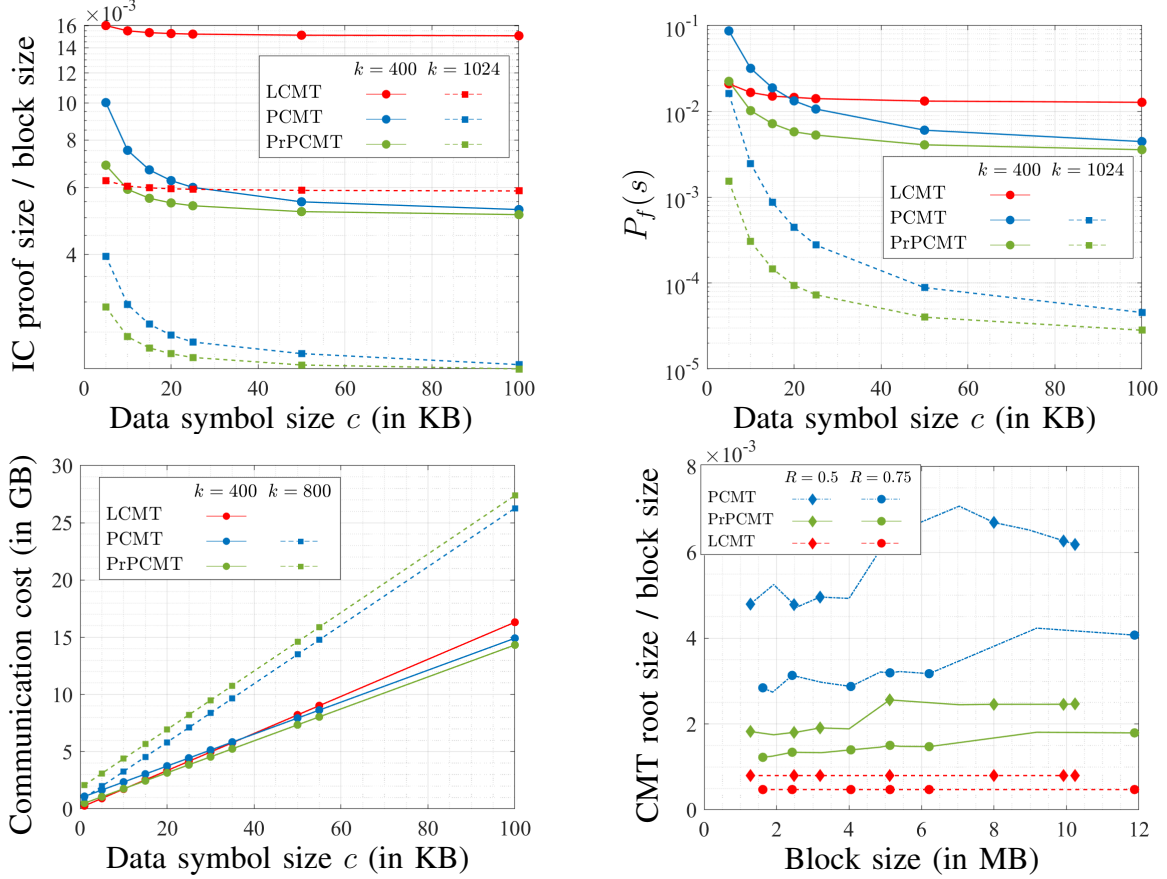 16 ×10⁻³
14
12
10
8
6
4
0 20 40 60 80 100
IC proof size / block size
Data symbol size c (in KB)
k = 400 k = 1024
LCMT
PCMT
PrPCMT
10⁻¹
10⁻²
10⁻³
10⁻⁴
10⁻⁵
0 20 40 60 80 100
P_f(s)
Data symbol size c (in KB)
k = 400 k = 1024
LCMT
PCMT
PrPCMT
30
25
20
15
10
5
0
0 20 40 60 80 100
Communication cost (in GB)
Data symbol size c (in KB)
k = 400 k = 800
LCMT
PCMT
PrPCMT
×10⁻³
8
6
4
2
0
0 2 4 6 8 10 12
CMT root size / block size
Block size (in MB)
R = 0.5 R = 0.75
PCMT
PrPCMT
LCMT